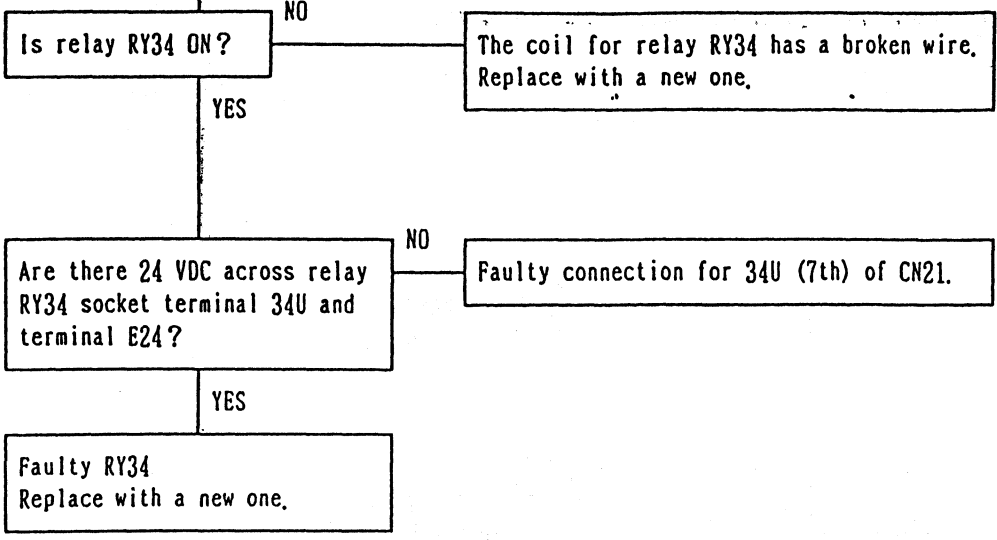 NO
Is relay RY34 ON?
The coil for relay RY34 has a broken wire.
Replace with a new one.
YES
NO
Are there 24 VDC across relay
RY34 socket terminal 34U and
terminal E24?
Faulty connection for 34U (7th) of CN21.
YES
Faulty RY34
Replace with a new one.